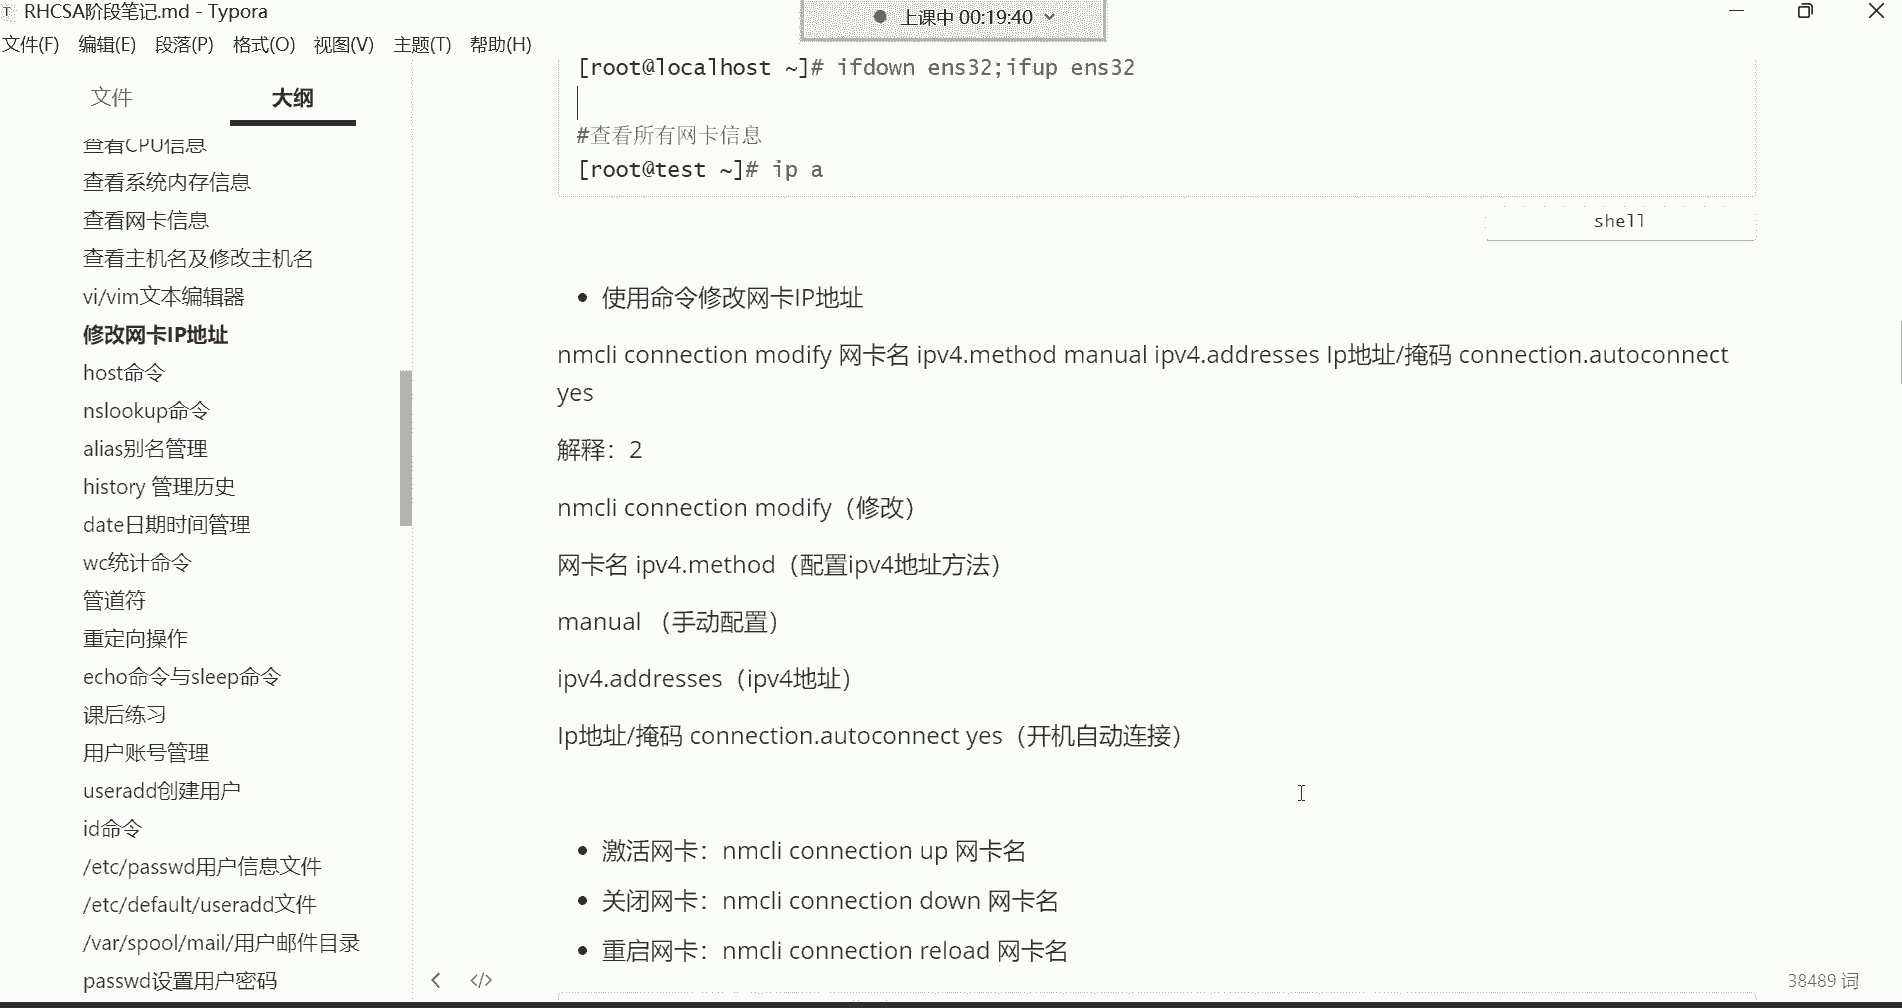 RHCSA阶段笔记.md - Typora
上课中 00:19:40
文件(F) 编辑(E) 段落(P) 格式(O) 视图(V) 主题(T) 帮助(H)
文件 大纲
查看CPU信息
查看系统内存信息
查看网卡信息
查看主机名及修改主机名
vi/vim文本编辑器
修改网卡IP地址
host命令
nslookup命令
alias别名管理
history 管理历史
date日期时间管理
wc统计命令
管道符
重定向操作
echo命令与sleep命令
课后练习
用户账号管理
useradd创建用户
id命令
/etc/passwd用户信息文件
/etc/default/useradd文件
/var/spool/mail/用户邮件目录
passwd设置用户密码
[root@localhost ~]# ifdown ens32;ifup ens32
#查看所有网卡信息
[root@test ~]# ip a
shell
使用命令修改网卡IP地址
nmcli connection modify 网卡名 ipv4.method manual ipv4.addresses Ip地址/掩码 connection.autoconnect
yes
解释：2
nmcli connection modify（修改）
网卡名 ipv4.method（配置ipv4地址方法）
manual （手动配置）
ipv4.addresses（ipv4地址）
Ip地址/掩码 connection.autoconnect yes（开机自动连接）
激活网卡：nmcli connection up 网卡名
关闭网卡：nmcli connection down 网卡名
重启网卡：nmcli connection reload 网卡名
38489 词